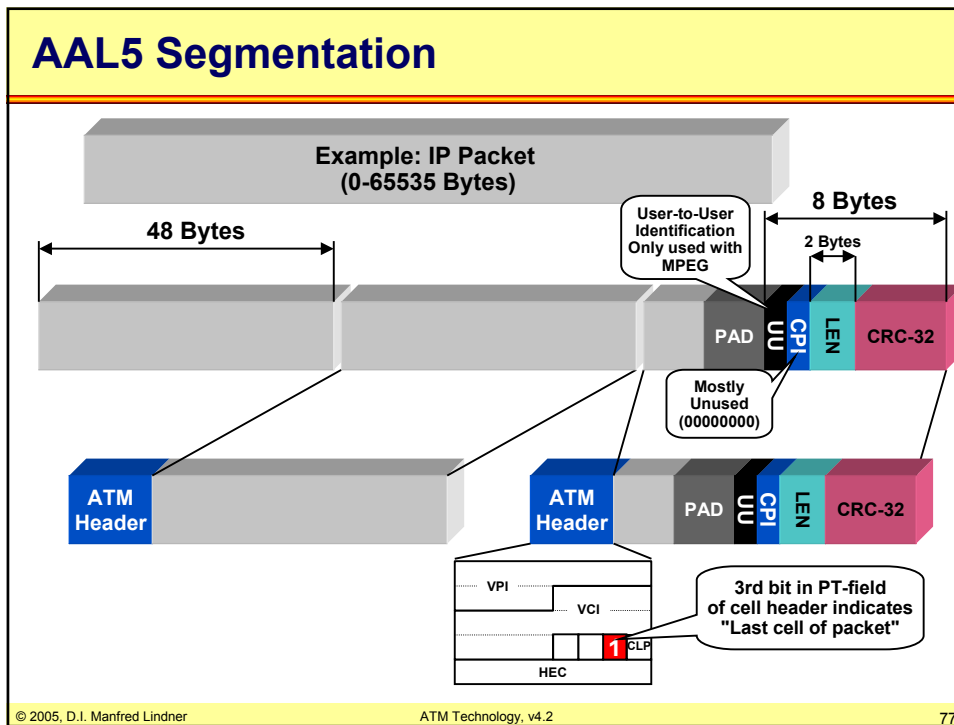 AAL5 Segmentation
Example: IP Packet
(0-65535 Bytes)
48 Bytes
User-to-User
Identification
Only used with
MPEG
8 Bytes
2 Bytes
PAD
UU
CPI
LEN
CRC-32
Mostly
Unused
(00000000)
ATM
Header
ATM
Header
PAD
UU
CPI
LEN
CRC-32
VPI
VCI
1
CLP
HEC
3rd bit in PT-field
of cell header indicates
"Last cell of packet"
© 2005, D.I. Manfred Lindner
ATM Technology, v4.2
77